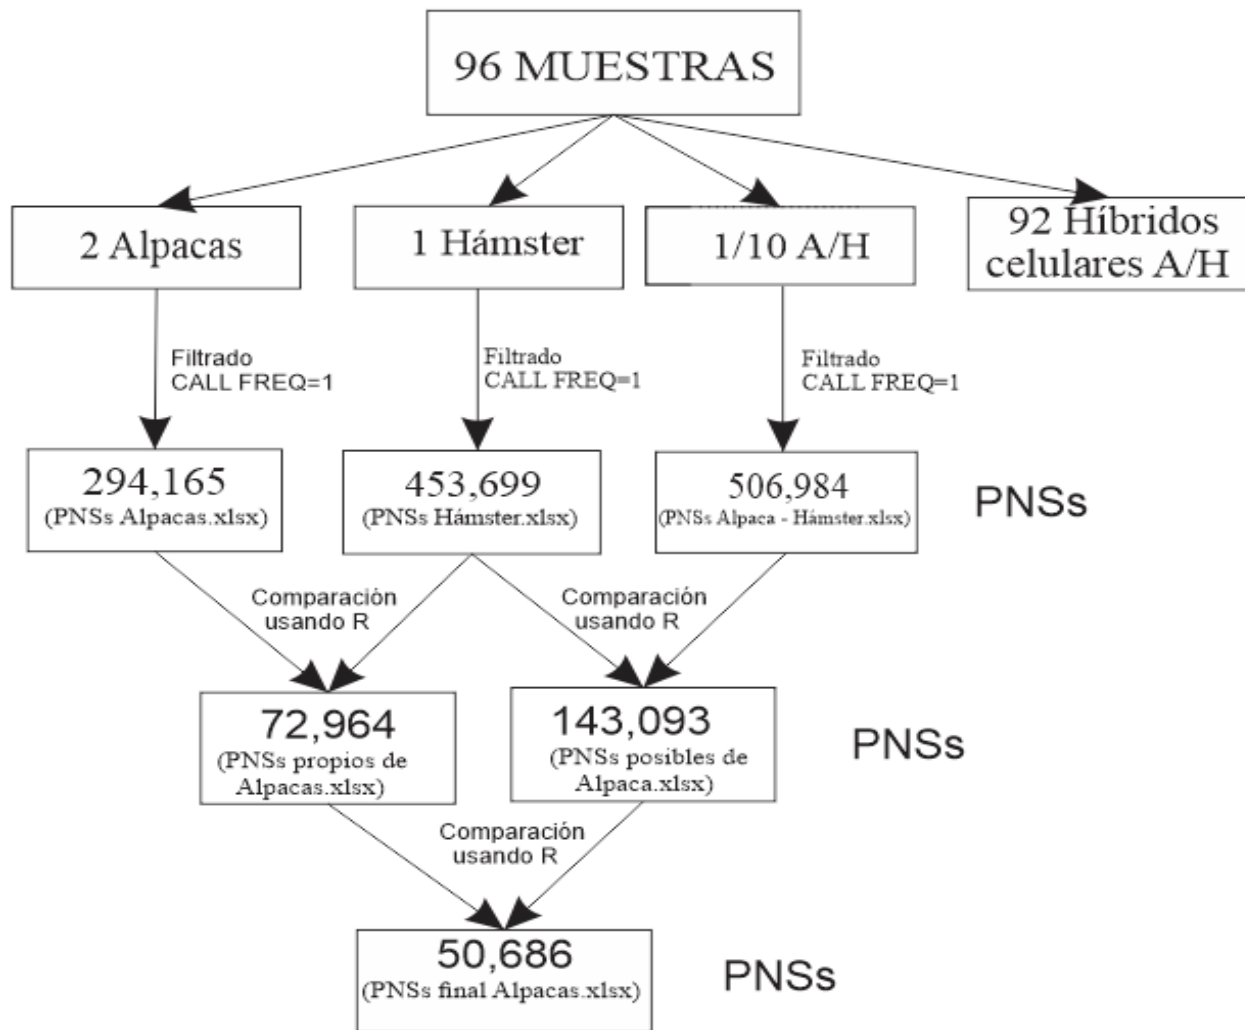 96 MUESTRAS
2 Alpacas
1 Hámster
1/10 A/H
92 Híbridos
celulares A/H
Filtrado
CALL FREQ=1
Filtrado
CALL FREQ=1
Filtrado
CALL FREQ=1
294,165
(PNSs Alpacas.xlsx)
453,699
(PNSs Hámster.xlsx)
506,984
(PNSs Alpaca - Hámster.xlsx)
PNSs
Comparación
usando R
Comparación
usando R
72,964
(PNSs propios de
Alpacas.xlsx)
143,093
(PNSs posibles de
Alpaca.xlsx)
PNSs
Comparación
usando R
50,686
(PNSs final Alpacas.xlsx)
PNSs